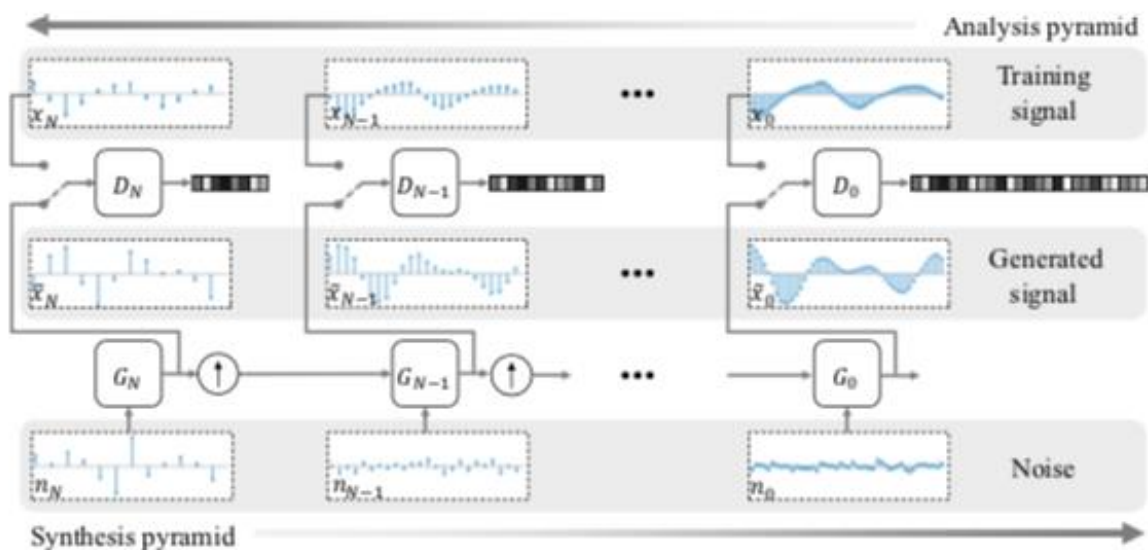 Analysis pyramid
Training
signal
x_N
x_{N-1}
•••
x_0
D_N
D_{N-1}
D_0
Generated
signal
x̃_N
x̃_{N-1}
•••
x̃_0
G_N
↑
G_{N-1}
↑
•••
G_0
Noise
n_N
n_{N-1}
n_0
Synthesis pyramid